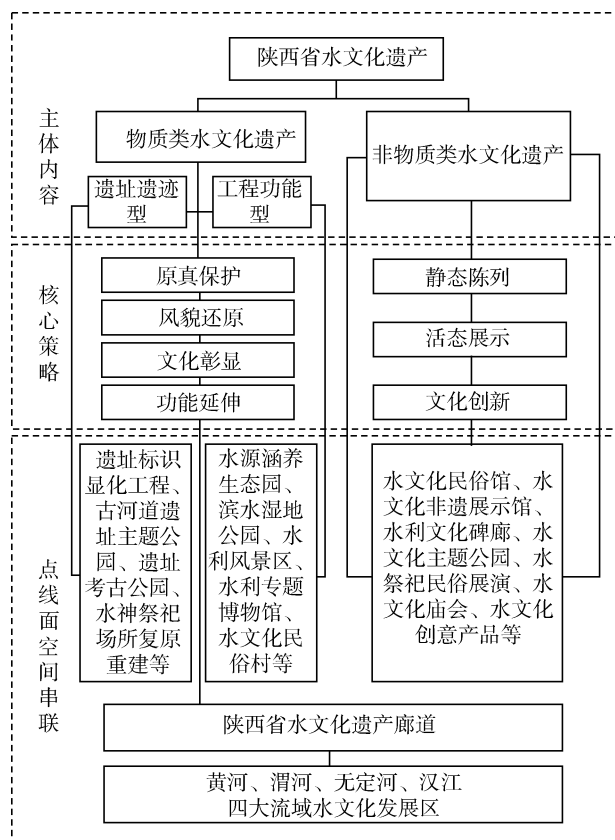 陕西省水文化遗产
主体内容
物质类水文化遗产
非物质类水文化遗产
遗址遗迹
型
工程功能
型
核心策略
原真保护
风貌还原
文化彰显
功能延伸
静态陈列
活态展示
文化创新
点线面空间串联
遗址标识
显化工程、
古河道遗
址主题公
园、遗址
考古公园、
水神祭祀
场所复原
重建等
水源涵养
生态园、
滨水湿地
公园、水
利风景区、
水利专题
博物馆、
水文化民
俗村等
水文化民俗馆、水
文化非遗展示馆、
水利文化碑廊、水
文化主题公园、水
祭祀民俗展演、水
文化庙会、水文化
创意产品等
陕西省水文化遗产廊道
黄河、渭河、无定河、汉江
四大流域水文化发展区